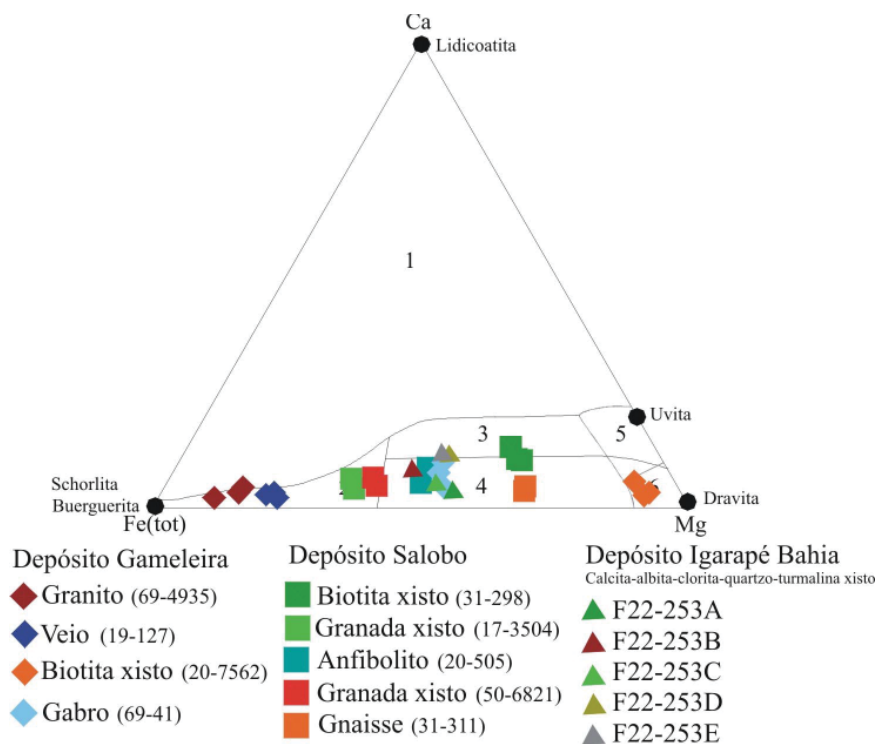 Ca
Lidicoatita
1
Uvita
3
5
Schorlita
Buerguerita
2
4
6
Dravita
Fe(tot)
Mg
Depósito Gameleira
Granito (69-4935)
Veio (19-127)
Biotita xisto (20-7562)
Gabro (69-41)
Depósito Salobo
Biotita xisto (31-298)
Granada xisto (17-3504)
Anfibolito (20-505)
Granada xisto (50-6821)
Gnaisse (31-311)
Depósito Igarapé Bahia
Calcita-albita-clorita-quartzo-turmalina xisto
F22-253A
F22-253B
F22-253C
F22-253D
F22-253E